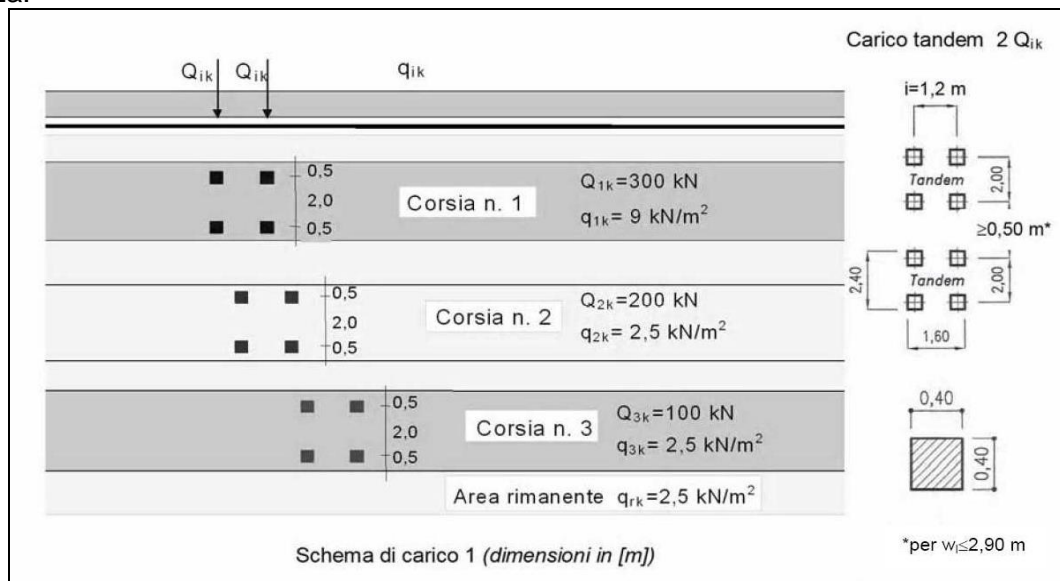 za.
Carico tandem 2 Qik
Qik Qik qik
i=1,2 m
0,5
2,0
0,5
Corsia n. 1
Q1k=300 kN
q1k= 9 kN/m²
Tandem
2,00
≥0,50 m*
0,5
2,0
0,5
Corsia n. 2
Q2k=200 kN
q2k= 2,5 kN/m²
2,40
Tandem
2,00
1,60
0,5
2,0
0,5
Corsia n. 3
Q3k=100 kN
q3k= 2,5 kN/m²
0,40
0,40
Area rimanente qrk=2,5 kN/m²
Schema di carico 1 (dimensioni in [m])
*per wl≤2,90 m